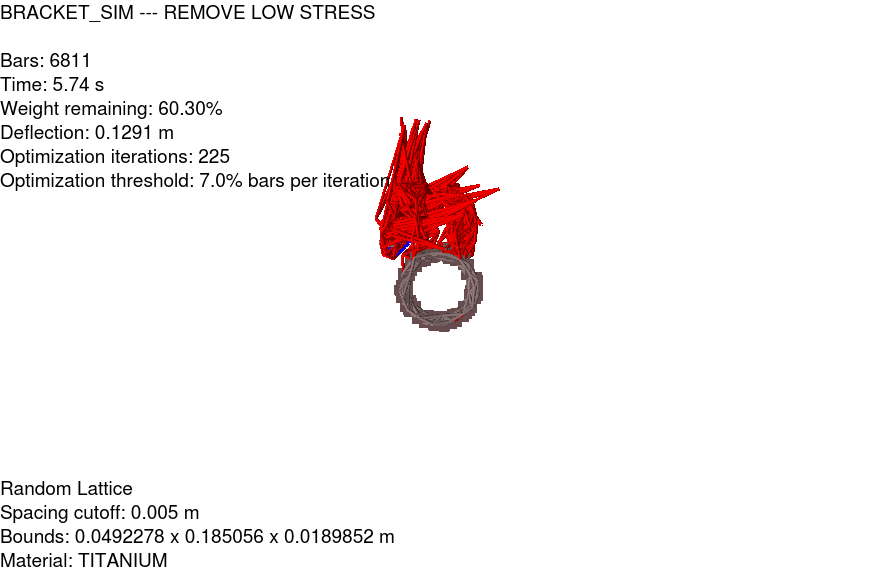 BRACKET_SIM --- REMOVE LOW STRESS
Bars: 6811
Time: 5.74 s
Weight remaining: 60.30%
Deflection: 0.1291 m
Optimization iterations: 225
Optimization threshold: 7.0% bars per iteration
Random Lattice
Spacing cutoff: 0.005 m
Bounds: 0.0492278 x 0.185056 x 0.0189852 m
Material: TITANIUM